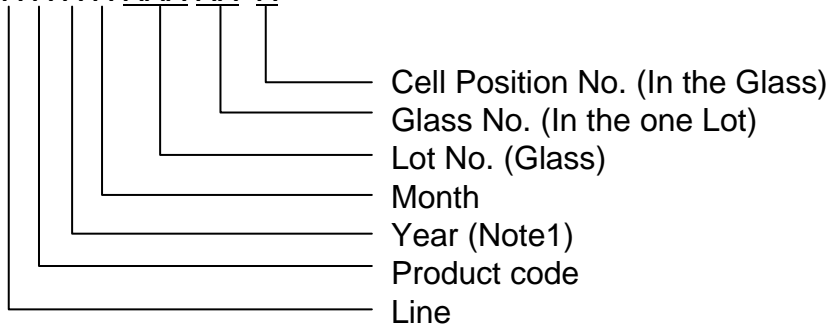 Cell Position No. (In the Glass)
Glass No. (In the one Lot)
Lot No. (Glass)
Month
Year (Note1)
Product code
Line